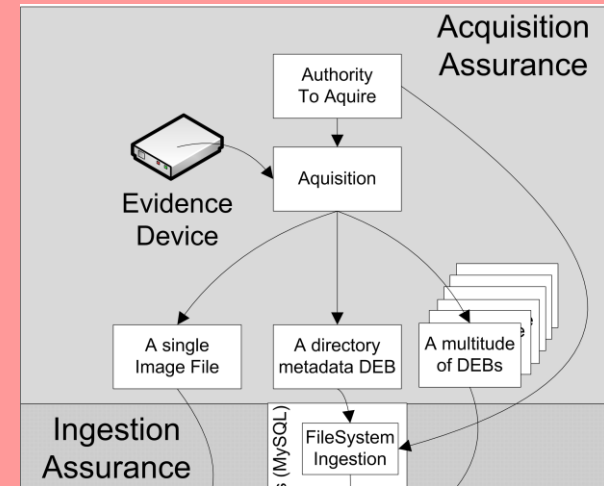 Acquisition
Assurance
Authority
To Aquire
Evidence
Device
Aquisition
A single
Image File
A directory
metadata DEB
A multitude
of DEBs
Ingestion
Assurance
(MySQL)
FileSystem
Ingestion